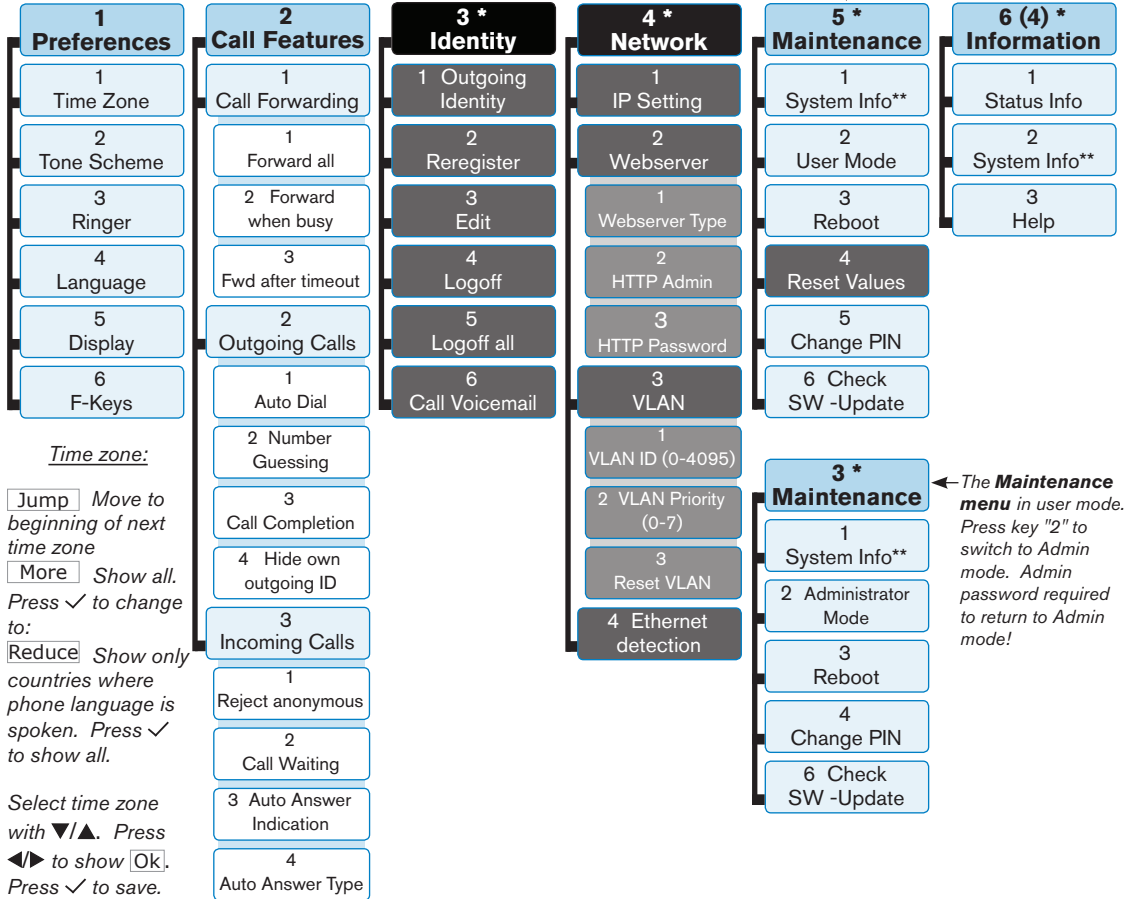 1
Preferences
1
Time Zone
2
Tone Scheme
3
Ringer
4
Language
5
Display
6
F-Keys
Time zone:
Jump Move to
beginning of next
time zone
More Show all.
Press ✓ to change
to:
Reduce Show only
countries where
phone language is
spoken. Press ✓
to show all.
Select time zone
with ▼/▲. Press
◀/▶ to show Ok.
Press ✓ to save.
2
Call Features
1
Call Forwarding
1
Forward all
2 Forward
when busy
3
Fwd after timeout
2
Outgoing Calls
1
Auto Dial
2 Number
Guessing
3
Call Completion
4 Hide own
outgoing ID
3
Incoming Calls
1
Reject anonymous
2
Call Waiting
3 Auto Answer
Indication
4
Auto Answer Type
3 *
Identity
1 Outgoing
Identity
2
Reregister
3
Edit
4
Logoff
5
Logoff all
6
Call Voicemail
4 *
Network
1
IP Setting
2
Webserver
1
Webserver Type
2
HTTP Admin
3
HTTP Password
3
VLAN
1
VLAN ID (0-4095)
2 VLAN Priority
(0-7)
3
Reset VLAN
4 Ethernet
detection
5 *
Maintenance
1
System Info**
2
User Mode
3
Reboot
4
Reset Values
5
Change PIN
6 Check
SW -Update
3 *
Maintenance
1
System Info**
2 Administrator
Mode
3
Reboot
4
Change PIN
6 Check
SW -Update
6 (4) *
Information
1
Status Info
2
System Info**
3
Help
The Maintenance
menu in user mode.
Press key "2" to
switch to Admin
mode. Admin
password required
to return to Admin
mode!